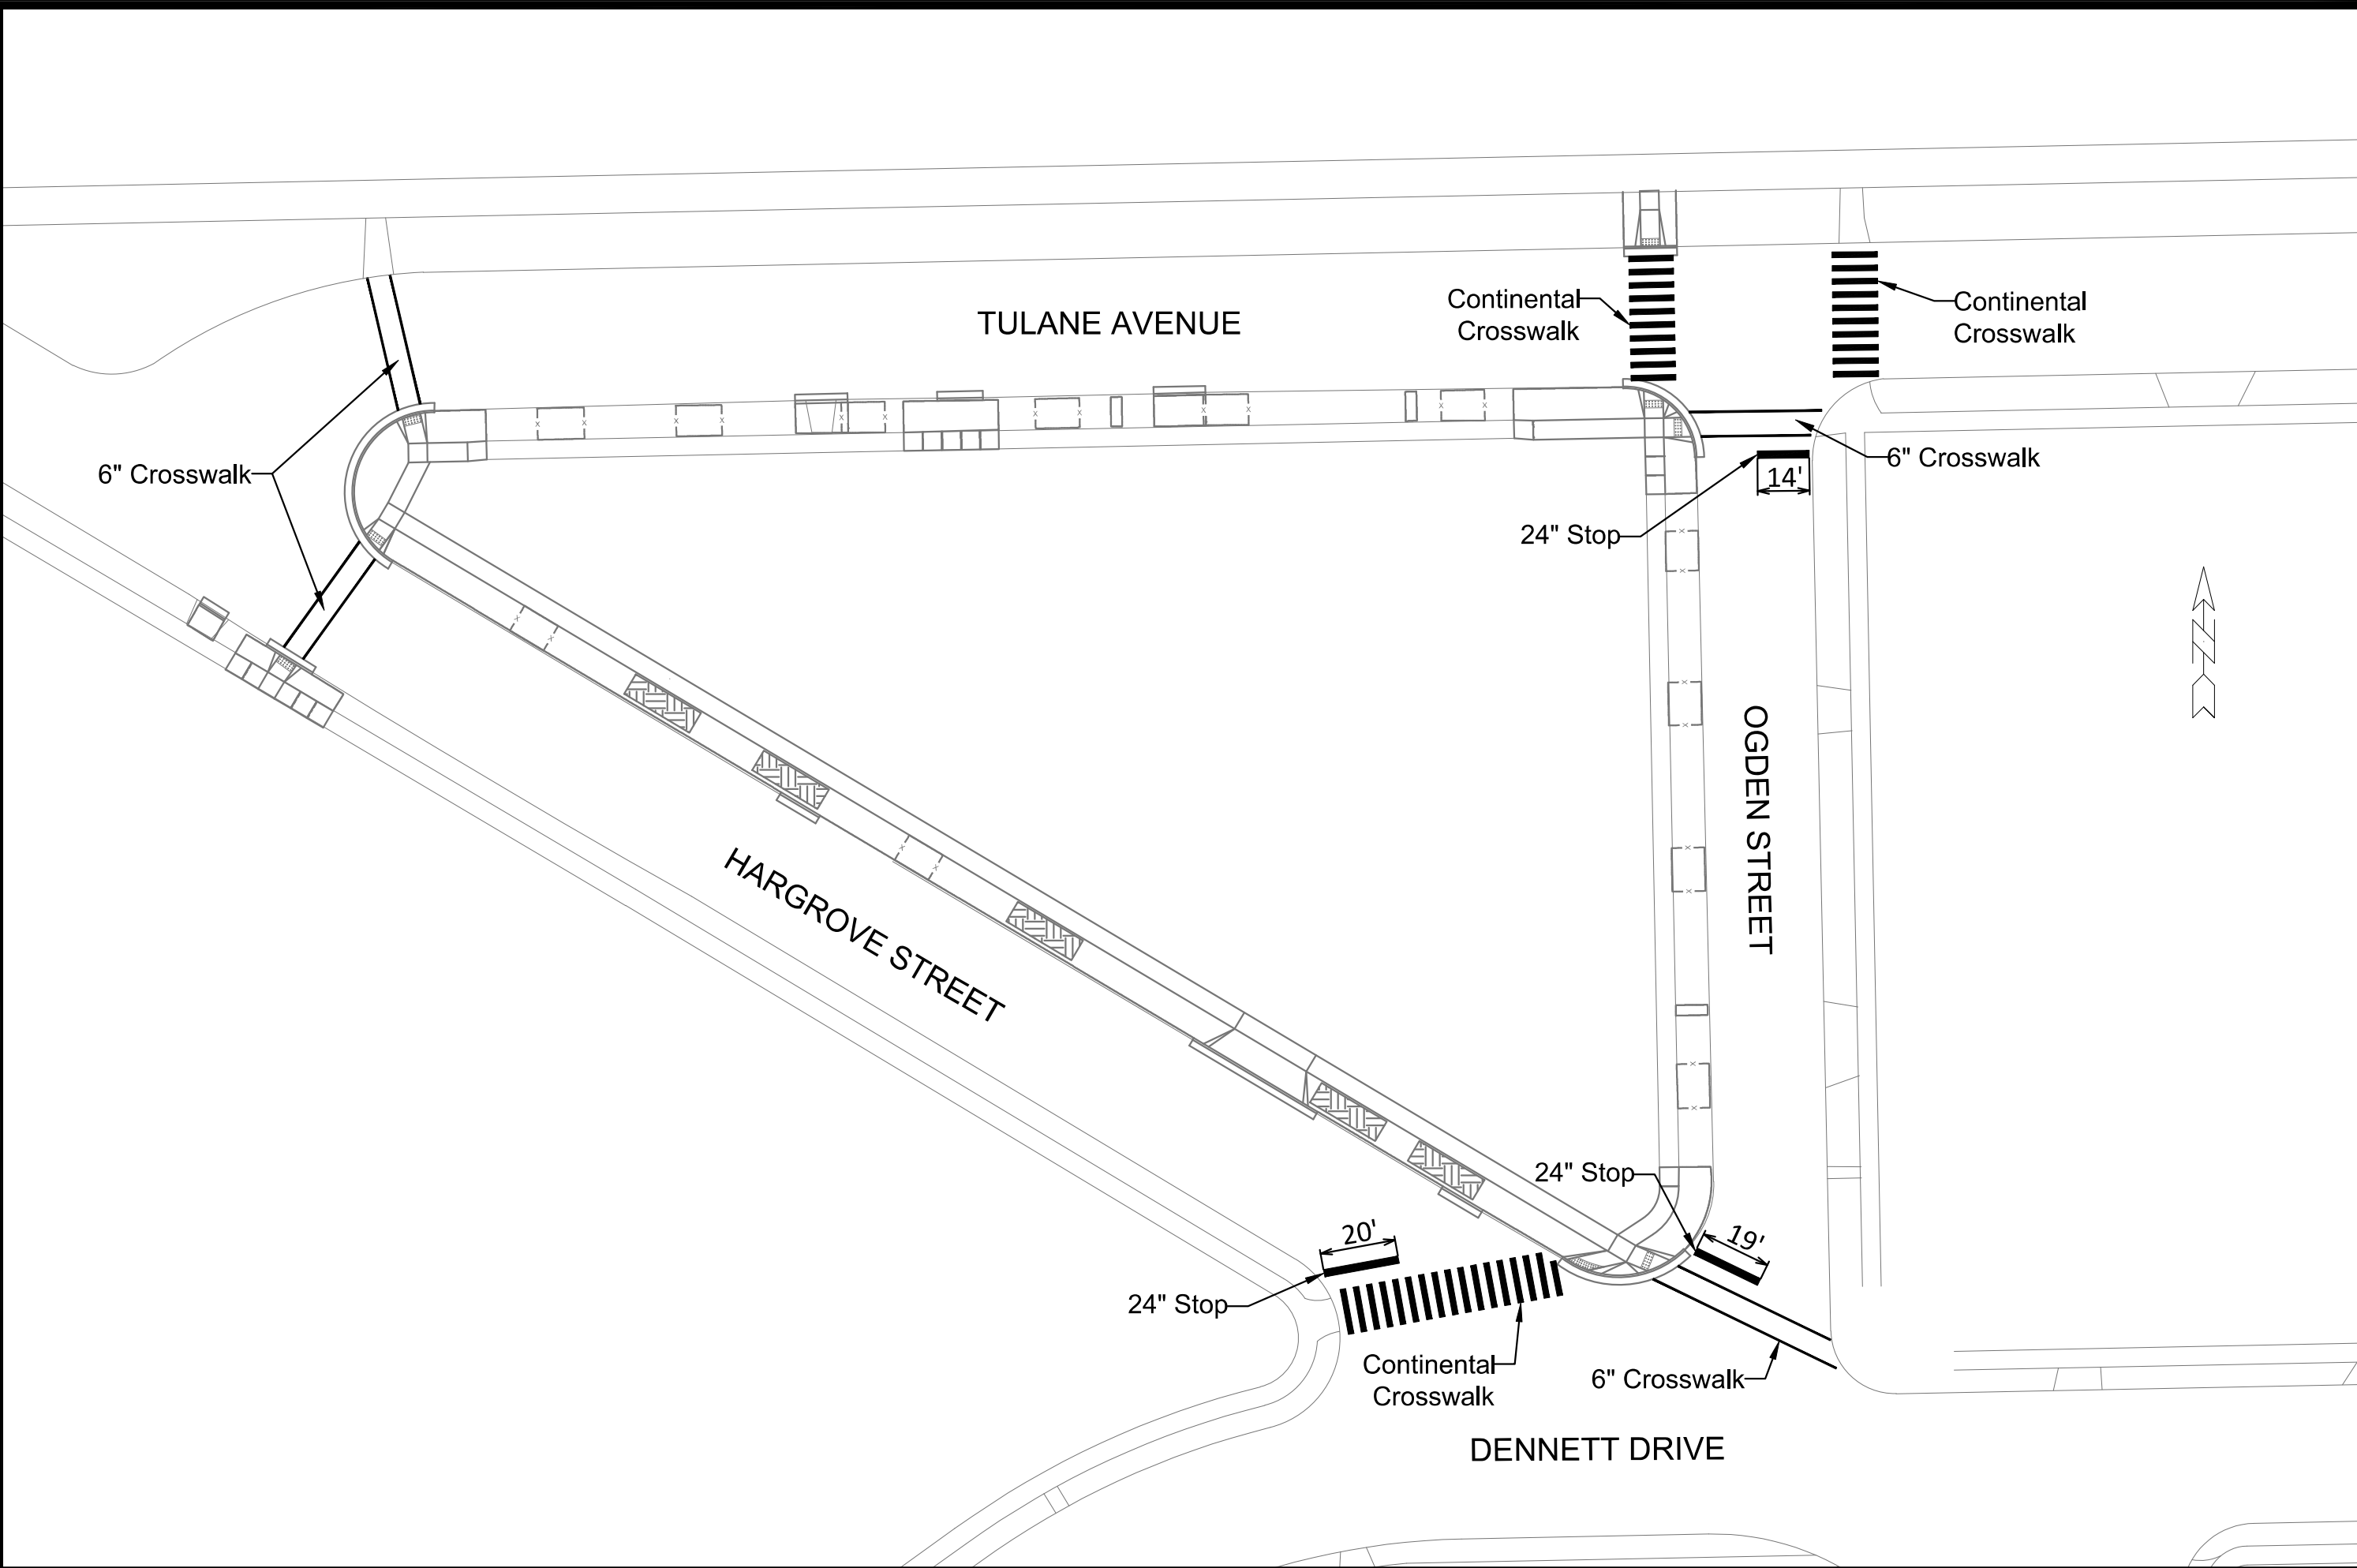 Continental
Crosswalk
Continental
Crosswalk
TULANE AVENUE
6" Crosswalk
6" Crosswalk
14'
24" Stop
OGDEN STREET
HARGROVE STREET
24" Stop
20'
19'
24" Stop
Continental
Crosswalk
6" Crosswalk
DENNETT DRIVE